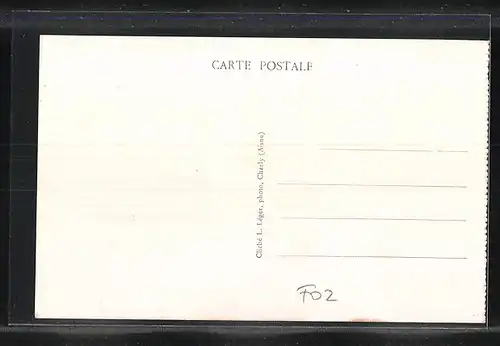 CARTE POSTALE
Cliché L. Léger, photo, Charly (Aisne)
F02